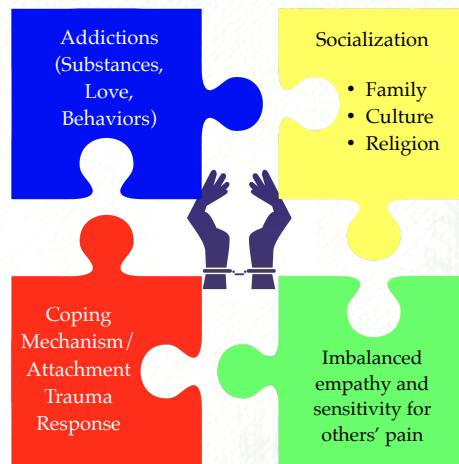 Addictions
(Substances,
Love,
Behaviors)
Socialization
• Family
• Culture
• Religion
Coping
Mechanism/
Attachment
Trauma
Response
Imbalanced
empathy and
sensitivity for
others' pain